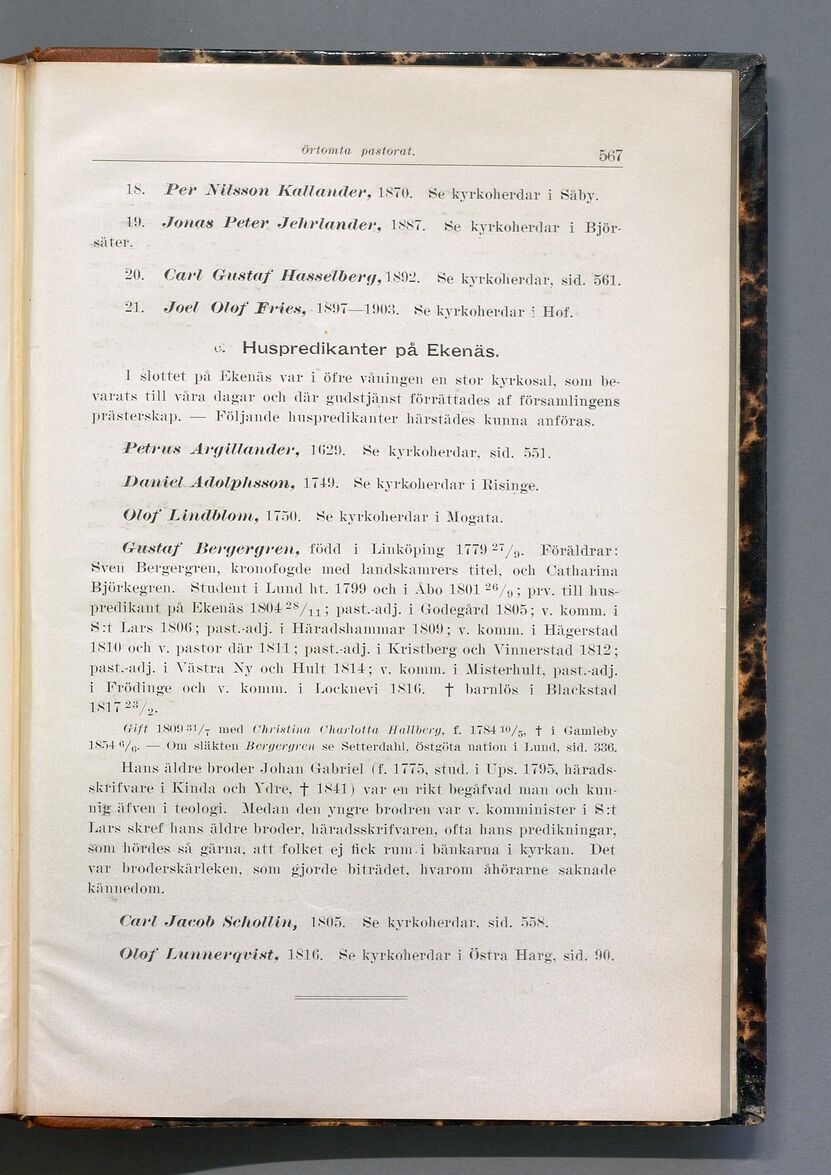 Örtomta pastorat. 567
18. Per Nilsson Kallander, 1870. Se kyrkoherdar i Säby.
19. Jonas Peter Jehrlander, 1887. Se kyrkoherdar i Björ-
säter.
20. Carl Gustaf Hasselberg, 1892. Se kyrkoherdar, sid. 561.
21. Joel Olof Fries, 1897—1903. Se kyrkoherdar i Hof.
c. Huspredikanter på Ekenäs.
I slottet på Ekenäs var i öfre våningen en stor kyrkosal, som be-
varats till våra dagar och där gudstjänst förrättades af församlingens
prästerskap. — Följande huspredikanter härstädes kunna anföras.
Petrus Argillander, 1629. Se kyrkoherdar, sid. 551.
Daniel Adolphsson, 1749. Se kyrkoherdar i Risinge.
Olof Lindblom, 1750. Se kyrkoherdar i Mogata.
Gustaf Bergergren, född i Linköping 1779 27/9. Föräldrar:
Sven Bergergren, kronofogde med landskamrers titel, och Catharina
Björkegren. Student i Lund ht. 1799 och i Åbo 1801 26/9; prv. till hus-
predikant på Ekenäs 1804 28/11; past.-adj. i Godegård 1805; v. komm. i
S:t Lars 1806; past.-adj. i Häradshammar 1809; v. komm. i Hägerstad
1810 och v. pastor där 1811; past.-adj. i Kristberg och Vinnerstad 1812;
past.-adj. i Västra Ny och Hult 1814; v. komm. i Misterhult, past.-adj.
i Frödinge och v. komm. i Locknevi 1816. † barnlös i Blackstad
1817 23/2.
Gift 1809 31/7 med Christina Charlotta Hallberg, f. 1784 10/5, † i Gamleby
1854 6/6. — Om släkten Bergergren se Setterdahl, Östgöta nation i Lund, sid. 336.
Hans äldre broder Johan Gabriel (f. 1775, stud. i Ups. 1795, härads-
skrifvare i Kinda och Ydre, † 1841) var en rikt begåfvad man och kun-
nig äfven i teologi. Medan den yngre brodren var v. komminister i S:t
Lars skref hans äldre broder, häradsskrifvaren, ofta hans predikningar,
som hördes så gärna, att folket ej fick rum i bänkarna i kyrkan. Det
var broderskärleken, som gjorde biträdet, hvarom åhörarne saknade
kännedom.
Carl Jacob Schollin, 1805. Se kyrkoherdar, sid. 558.
Olof Lunnerqvist, 1816. Se kyrkoherdar i Östra Harg, sid. 90.